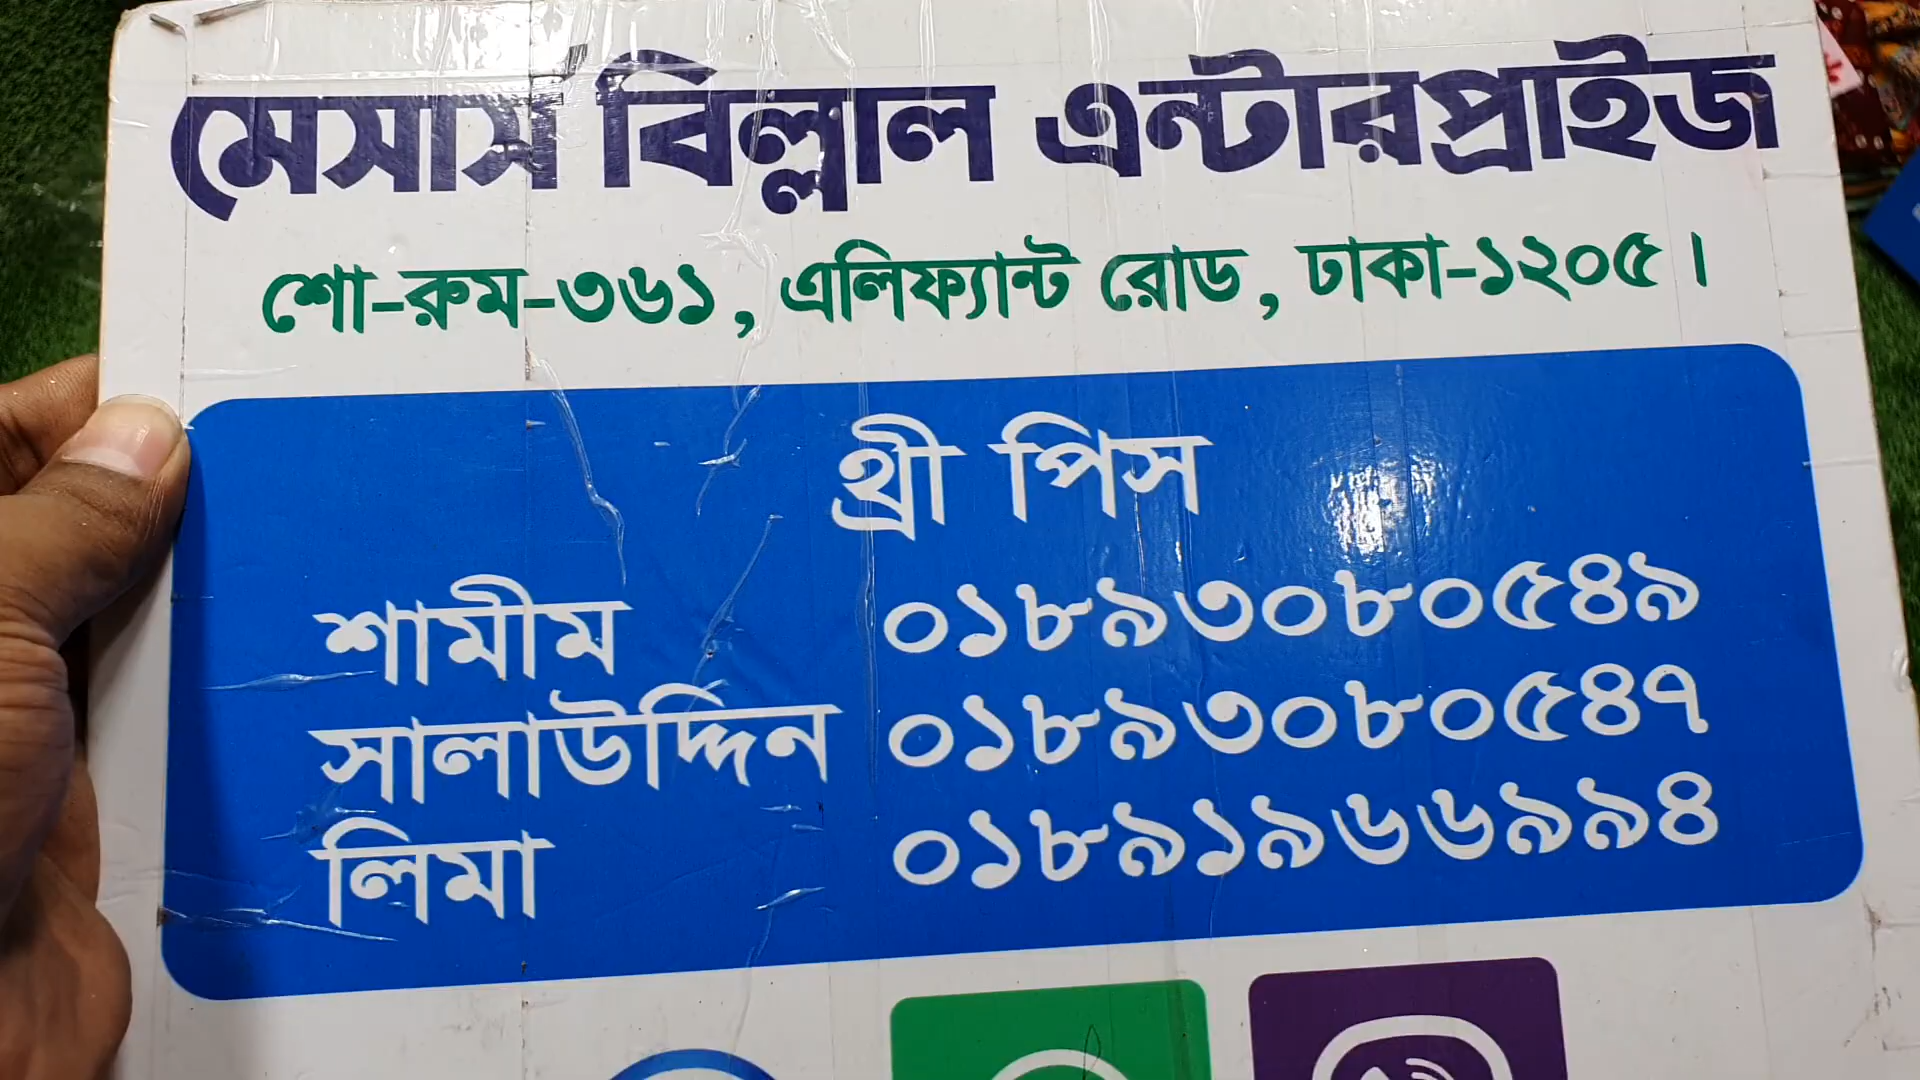 মেসার্স বিল্লাল এন্টারপ্রাইজ
শো-রুম-৩৬১, এলিফ্যান্ট রোড, ঢাকা-১২০৫।
থ্রী পিস
শামীম ০১৮৯৩০৮০৫৪৯
সালাউদ্দিন ০১৮৯৩০৮০৫৪৭
লিমা ০১৮৯১৯৬৬৯৯৪